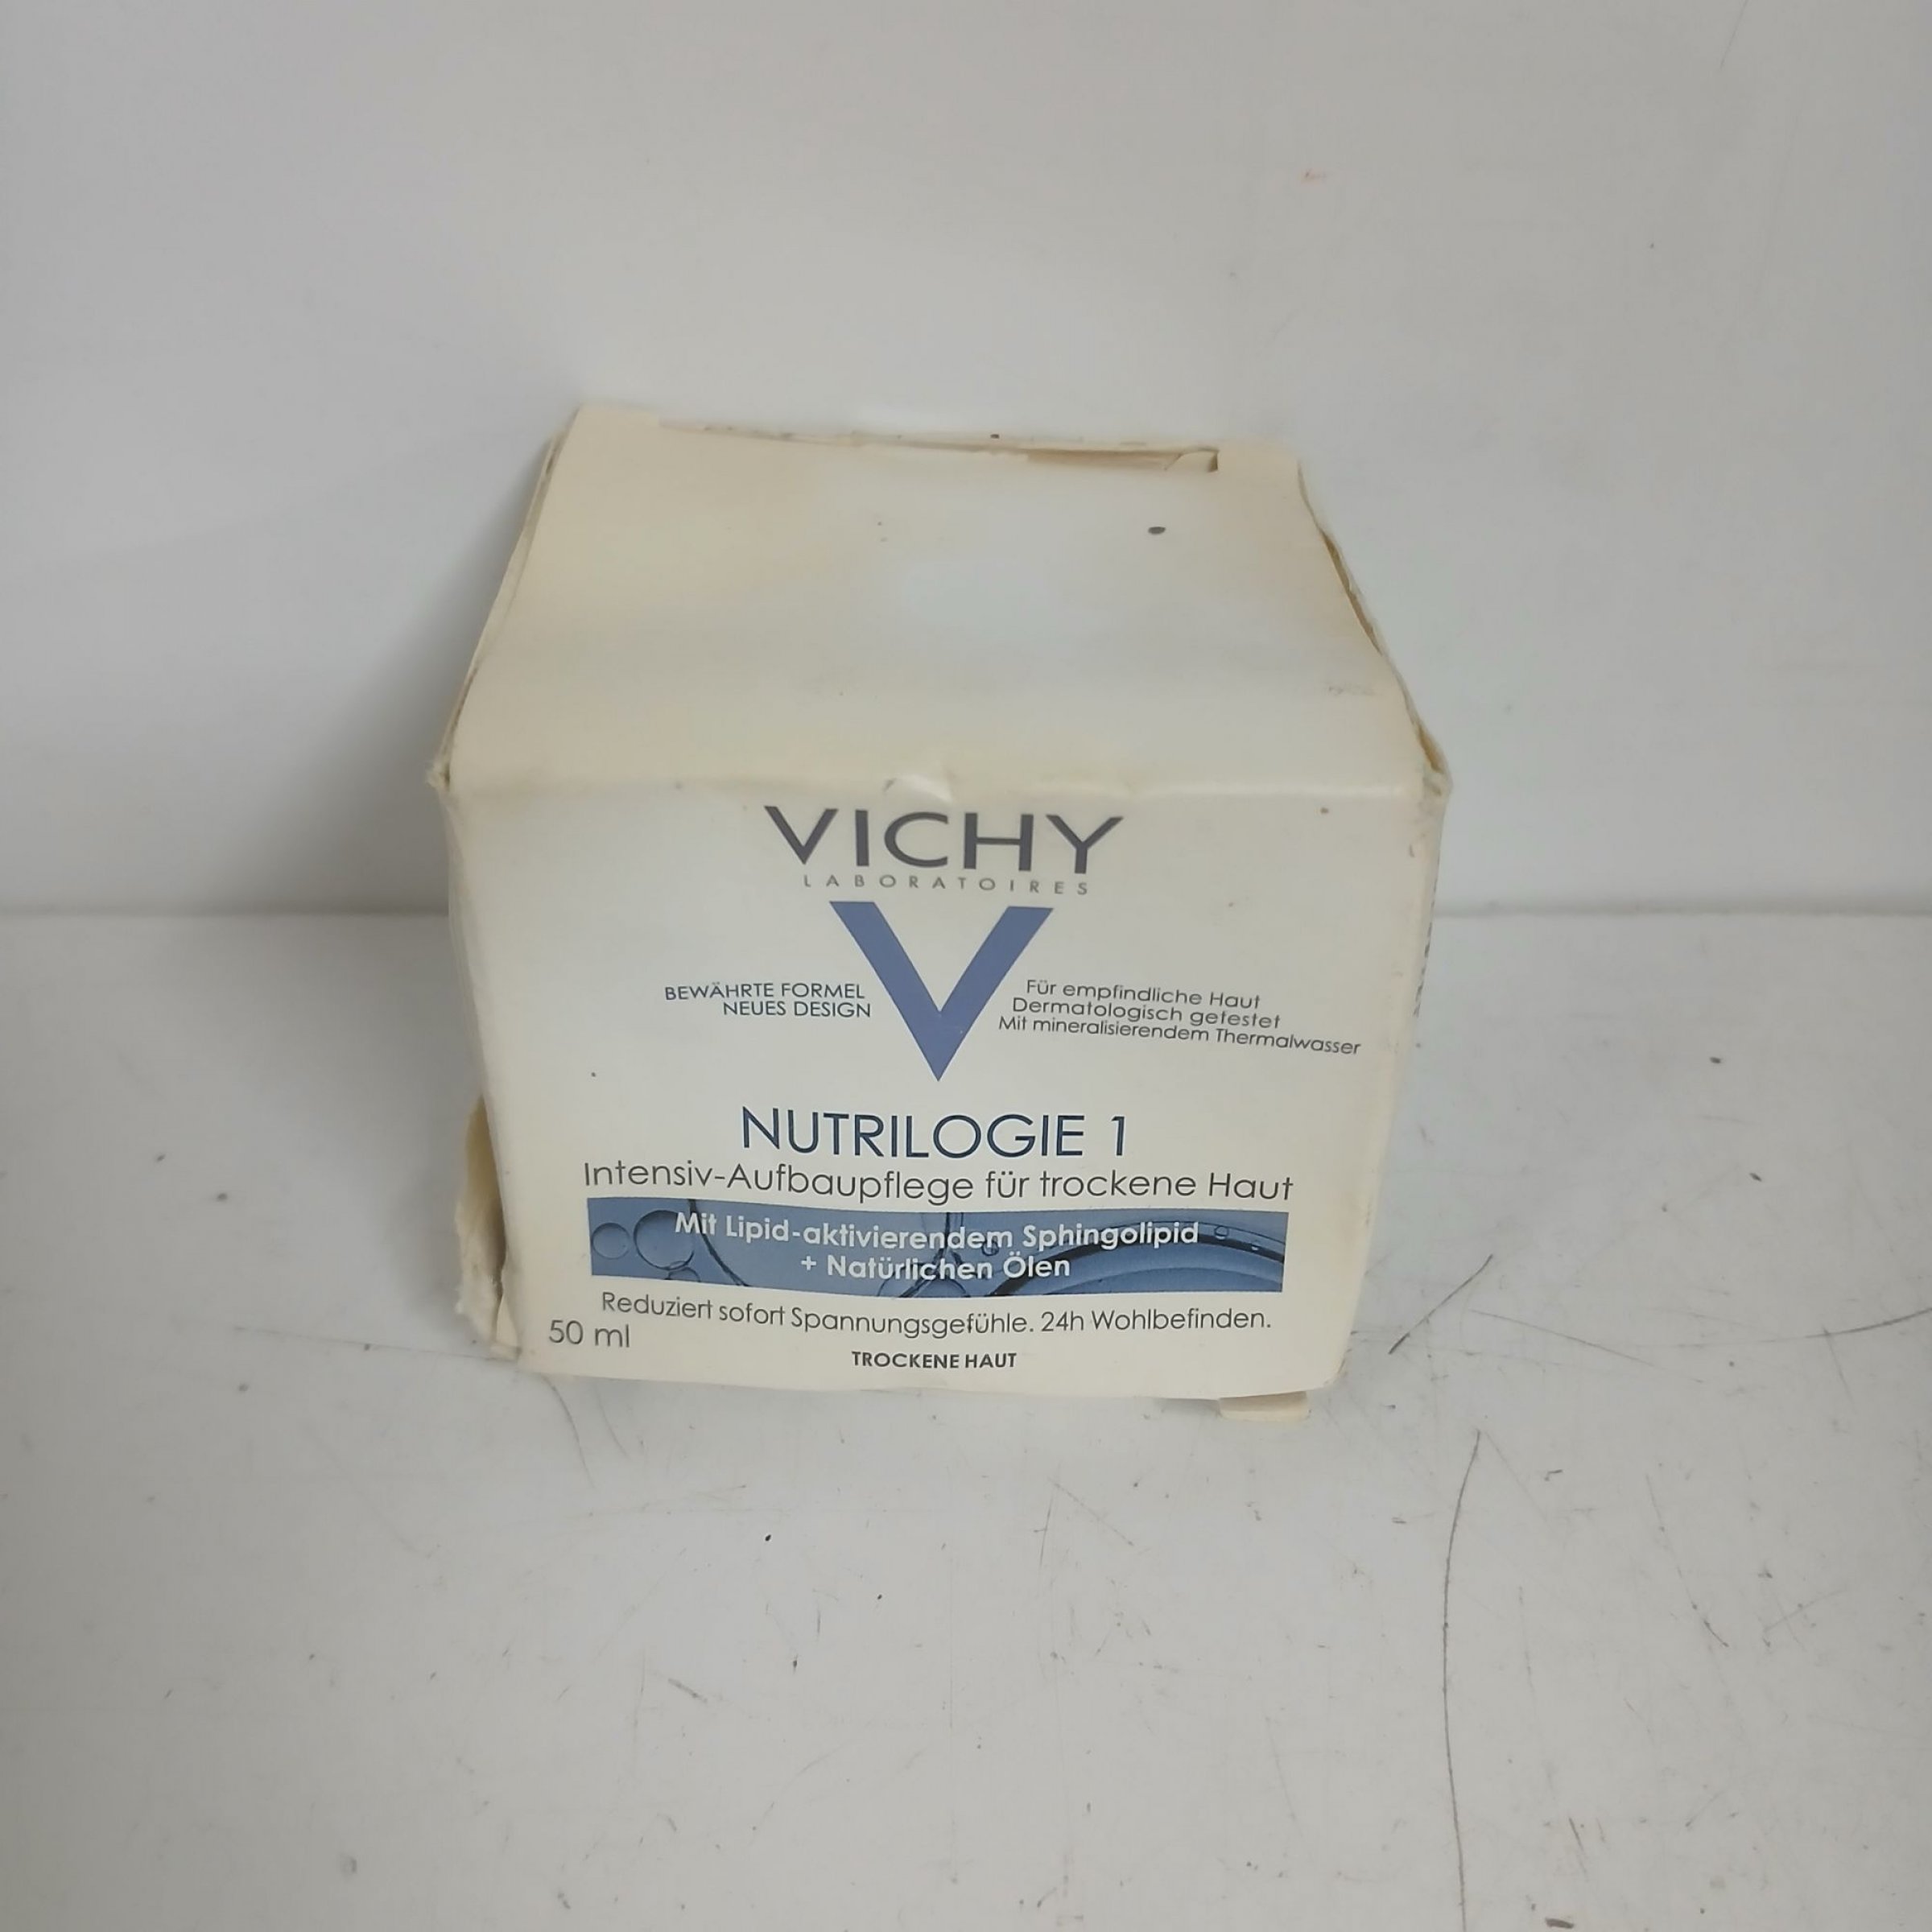 VICHY
LABORATOIRES
BEWÄHRTE FORMEL
NEUES DESIGN
Für empfindliche Haut
Dermatologisch getestet
Mit mineralisierendem Thermalwasser
NUTRILOGIE 1
Intensiv-Aufbaupflege für trockene Haut
Mit Lipid-aktivierendem Sphingolipid
+ Natürlichen Ölen
Reduziert sofort Spannungsgefühle. 24h Wohlbefinden.
50 ml
TROCKENE HAUT